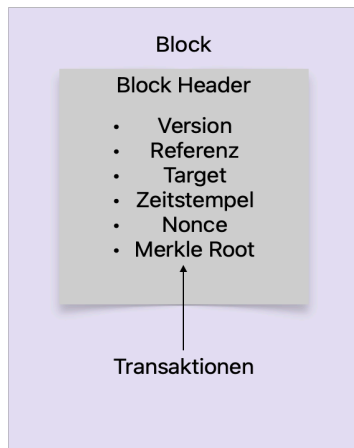 Block
Block Header
• Version
• Referenz
• Target
• Zeitstempel
• Nonce
• Merkle Root
Transaktionen